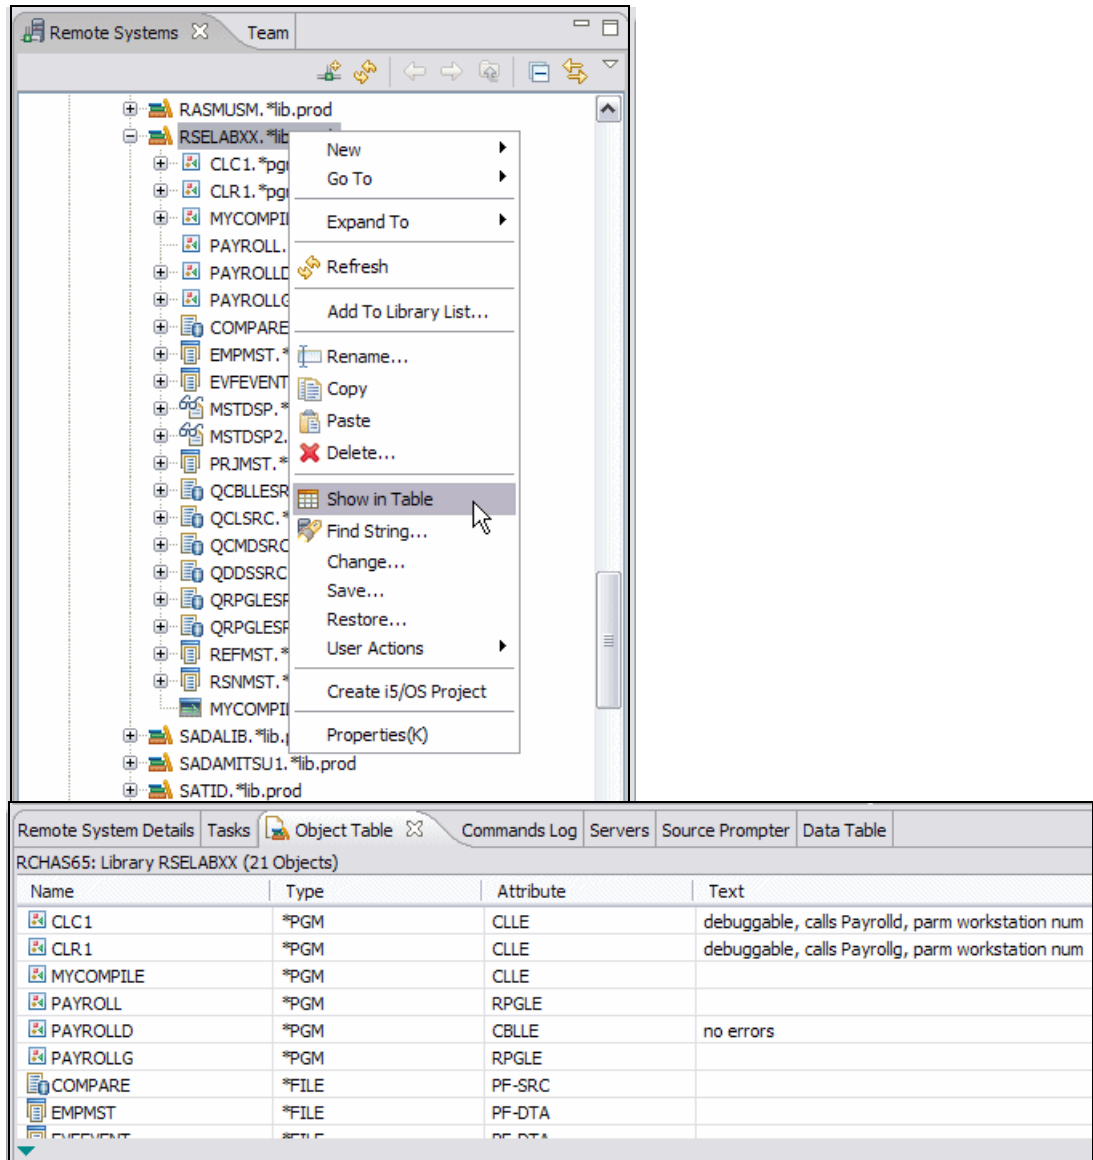 Remote Systems Team
RASMUSM.*lib.prod
RSELABXX.*lib
CLC1.*pg
CLR1.*pg
MYCOMPI
PAYROLL.
PAYROLLD
PAYROLLG
COMPARE
EMPMST.*
EVFEVENT
MSTDSP.*
MSTDSP2.
PRJMST.*
QCBLLESR
QCLSRC.*
QCMDSRC
QDDSSRC
QRPGLESR
QRPGLESR
REFMST.*
RSNMST.*
MYCOMPI
SADALIB.*lib.
SADAMITSU1.*lib.prod
SATID.*lib.prod
New
Go To
Expand To
Refresh
Add To Library List...
Rename...
Copy
Paste
Delete...
Show in Table
Find String...
Change...
Save...
Restore...
User Actions
Create i5/OS Project
Properties(K)
Remote System Details Tasks Object Table Commands Log Servers Source Prompter Data Table
RCHAS65: Library RSELABXX (21 Objects)
Name Type Attribute Text
CLC1 *PGM CLLE debuggable, calls Payrolld, parm workstation num
CLR1 *PGM CLLE debuggable, calls Payrollg, parm workstation num
MYCOMPILE *PGM CLLE
PAYROLL *PGM RPGLE
PAYROLLD *PGM CBLLE no errors
PAYROLLG *PGM RPGLE
COMPARE *FILE PF-SRC
EMPMST *FILE PF-DTA
EVFEVENT *FILE PF-DTA